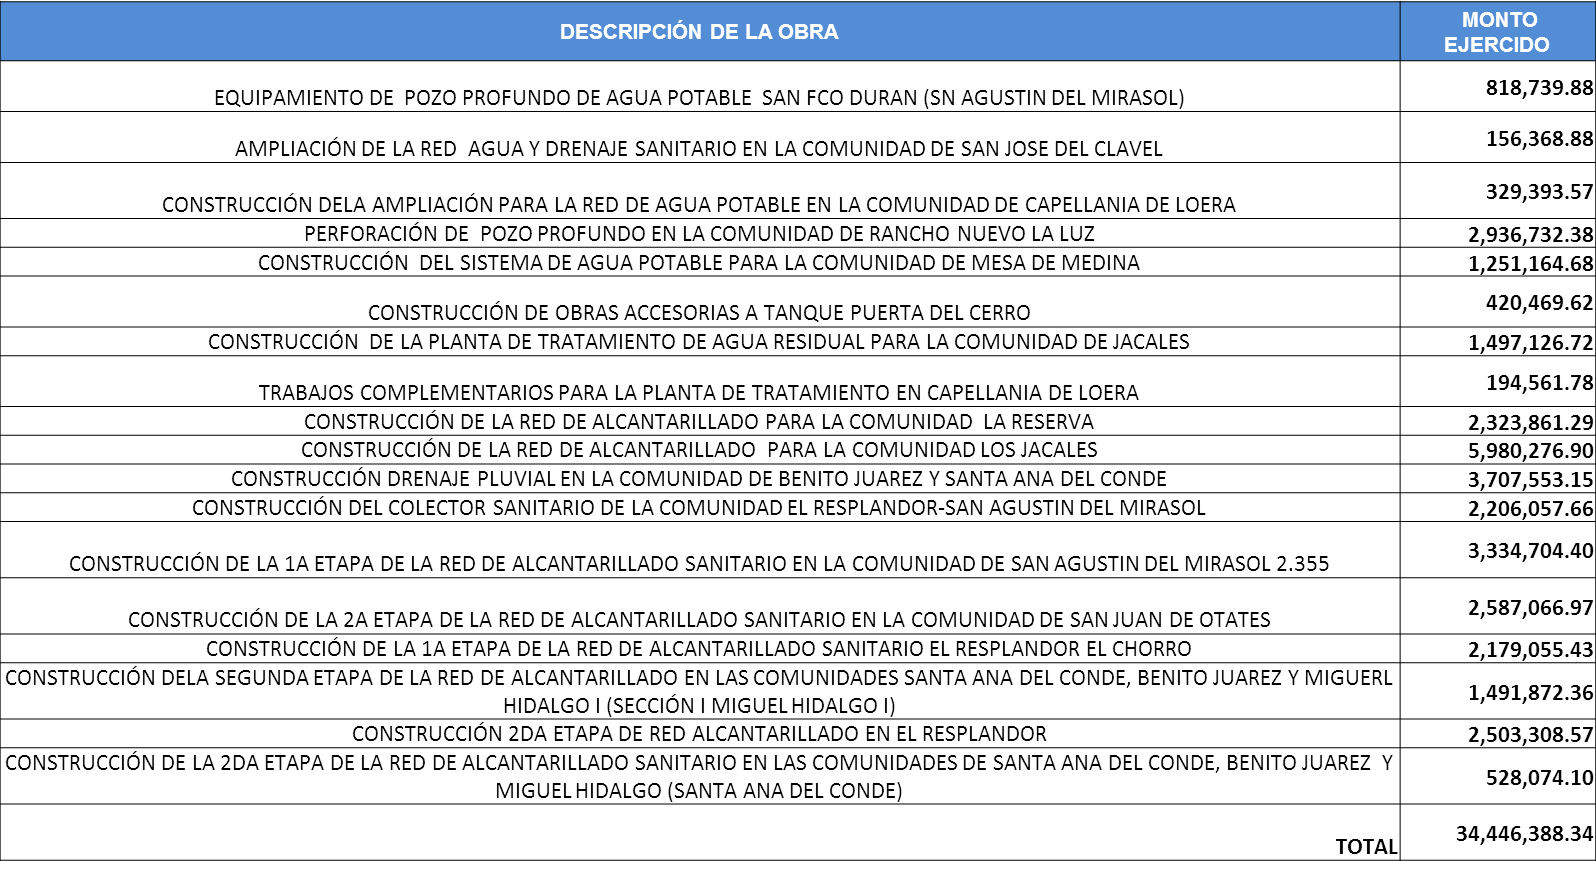 DESCRIPCIÓN DE LA OBRA
MONTO
EJERCIDO
EQUIPAMIENTO DE POZO PROFUNDO DE AGUA POTABLE SAN FCO DURAN (SN AGUSTIN DEL MIRASOL)
818,739.88
AMPLIACIÓN DE LA RED AGUA Y DRENAJE SANITARIO EN LA COMUNIDAD DE SAN JOSE DEL CLAVEL
156,368.88
CONSTRUCCIÓN DELA AMPLIACIÓN PARA LA RED DE AGUA POTABLE EN LA COMUNIDAD DE CAPELLANIA DE LOERA
329,393.57
PERFORACIÓN DE POZO PROFUNDO EN LA COMUNIDAD DE RANCHO NUEVO LA LUZ
2,936,732.38
CONSTRUCCIÓN DEL SISTEMA DE AGUA POTABLE PARA LA COMUNIDAD DE MESA DE MEDINA
1,251,164.68
CONSTRUCCIÓN DE OBRAS ACCESORIAS A TANQUE PUERTA DEL CERRO
420,469.62
CONSTRUCCIÓN DE LA PLANTA DE TRATAMIENTO DE AGUA RESIDUAL PARA LA COMUNIDAD DE JACALES
1,497,126.72
TRABAJOS COMPLEMENTARIOS PARA LA PLANTA DE TRATAMIENTO EN CAPELLANIA DE LOERA
194,561.78
CONSTRUCCIÓN DE LA RED DE ALCANTARILLADO PARA LA COMUNIDAD LA RESERVA
2,323,861.29
CONSTRUCCIÓN DE LA RED DE ALCANTARILLADO PARA LA COMUNIDAD LOS JACALES
5,980,276.90
CONSTRUCCIÓN DRENAJE PLUVIAL EN LA COMUNIDAD DE BENITO JUAREZ Y SANTA ANA DEL CONDE
3,707,553.15
CONSTRUCCIÓN DEL COLECTOR SANITARIO DE LA COMUNIDAD EL RESPLANDOR-SAN AGUSTIN DEL MIRASOL
2,206,057.66
CONSTRUCCIÓN DE LA 1A ETAPA DE LA RED DE ALCANTARILLADO SANITARIO EN LA COMUNIDAD DE SAN AGUSTIN DEL MIRASOL 2.355
3,334,704.40
CONSTRUCCIÓN DE LA 2A ETAPA DE LA RED DE ALCANTARILLADO SANITARIO EN LA COMUNIDAD DE SAN JUAN DE OTATES
2,587,066.97
CONSTRUCCIÓN DE LA 1A ETAPA DE LA RED DE ALCANTARILLADO SANITARIO EL RESPLANDOR EL CHORRO
2,179,055.43
CONSTRUCCIÓN DELA SEGUNDA ETAPA DE LA RED DE ALCANTARILLADO EN LAS COMUNIDADES SANTA ANA DEL CONDE, BENITO JUAREZ Y MIGUERL
HIDALGO I (SECCIÓN I MIGUEL HIDALGO I)
1,491,872.36
CONSTRUCCIÓN 2DA ETAPA DE RED ALCANTARILLADO EN EL RESPLANDOR
2,503,308.57
CONSTRUCCIÓN DE LA 2DA ETAPA DE LA RED DE ALCANTARILLADO SANITARIO EN LAS COMUNIDADES DE SANTA ANA DEL CONDE, BENITO JUAREZ Y
MIGUEL HIDALGO (SANTA ANA DEL CONDE)
528,074.10
TOTAL
34,446,388.34